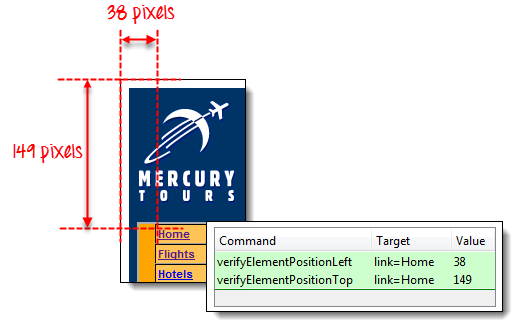 38 pixels
149 pixels
MERCURY
TOURS
Home
Flights
Hotels
Command Target Value
verifyElementPositionLeft link=Home 38
verifyElementPositionTop link=Home 149